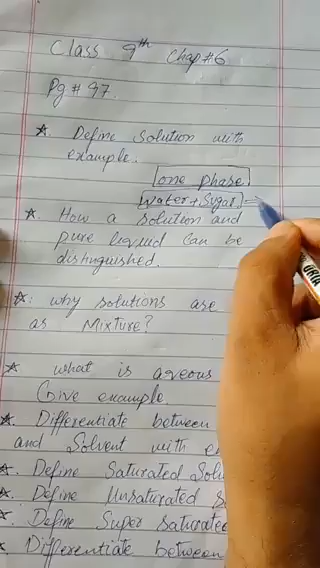 Class 9th Chap#6
Pg # 97.
* Define Solution with
example.
one phase
Water + Sugar
* How a solution and
pure liquid can be
distinguished.
* why solutions are
as Mixture?
* what is aqeous
Give example.
* Differentiate between
and Solvent with
* Define Saturated
* Define Unsaturated
* Define Super
* Differentiate between